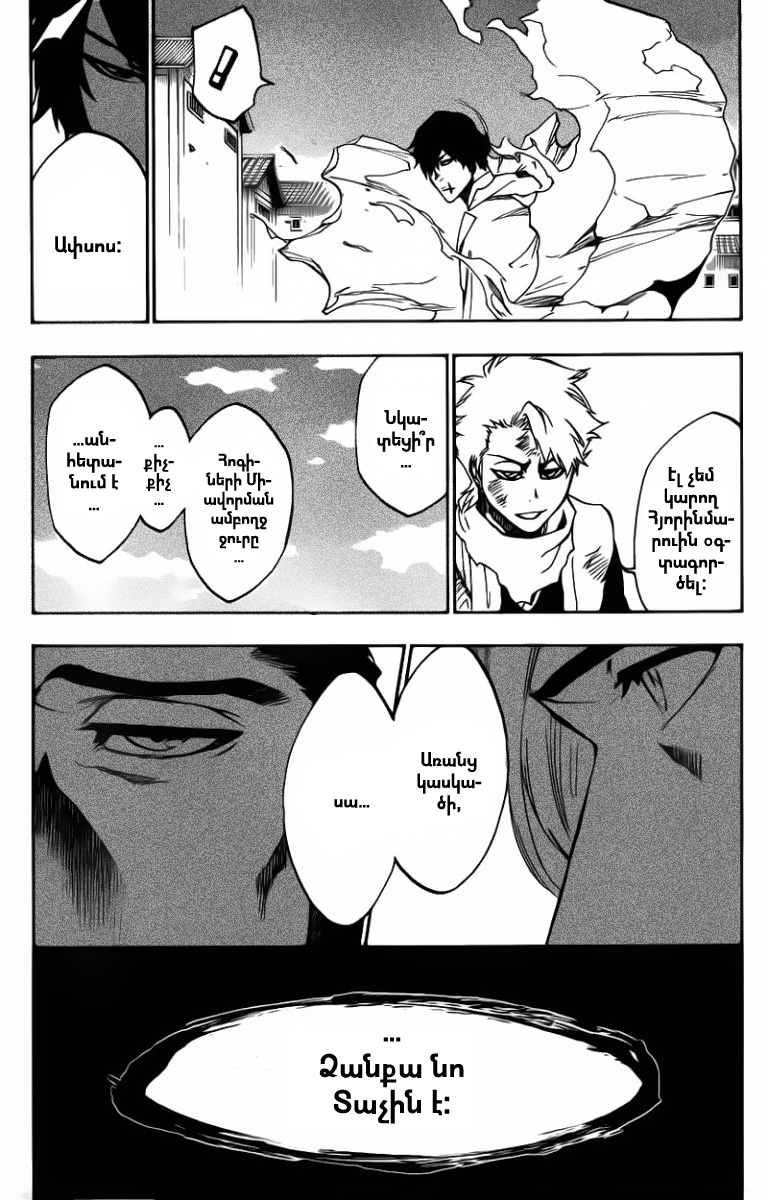 !
Ափսոս։
Էլ չեմ
կարող
Հյորինմա-
րուին օգ-
տագոր-
ծել։
Նկա-
տեցի՞ր
...
Հոգի-
ների Մի-
ավորման
ամբողջ
ջուրը
...
...
քիչ-
քիչ
...
...ան-
հետա-
նում է
...
Առանց
կասկա-
ծի,
սա...
...
Զանքա նո
Տաչին է։